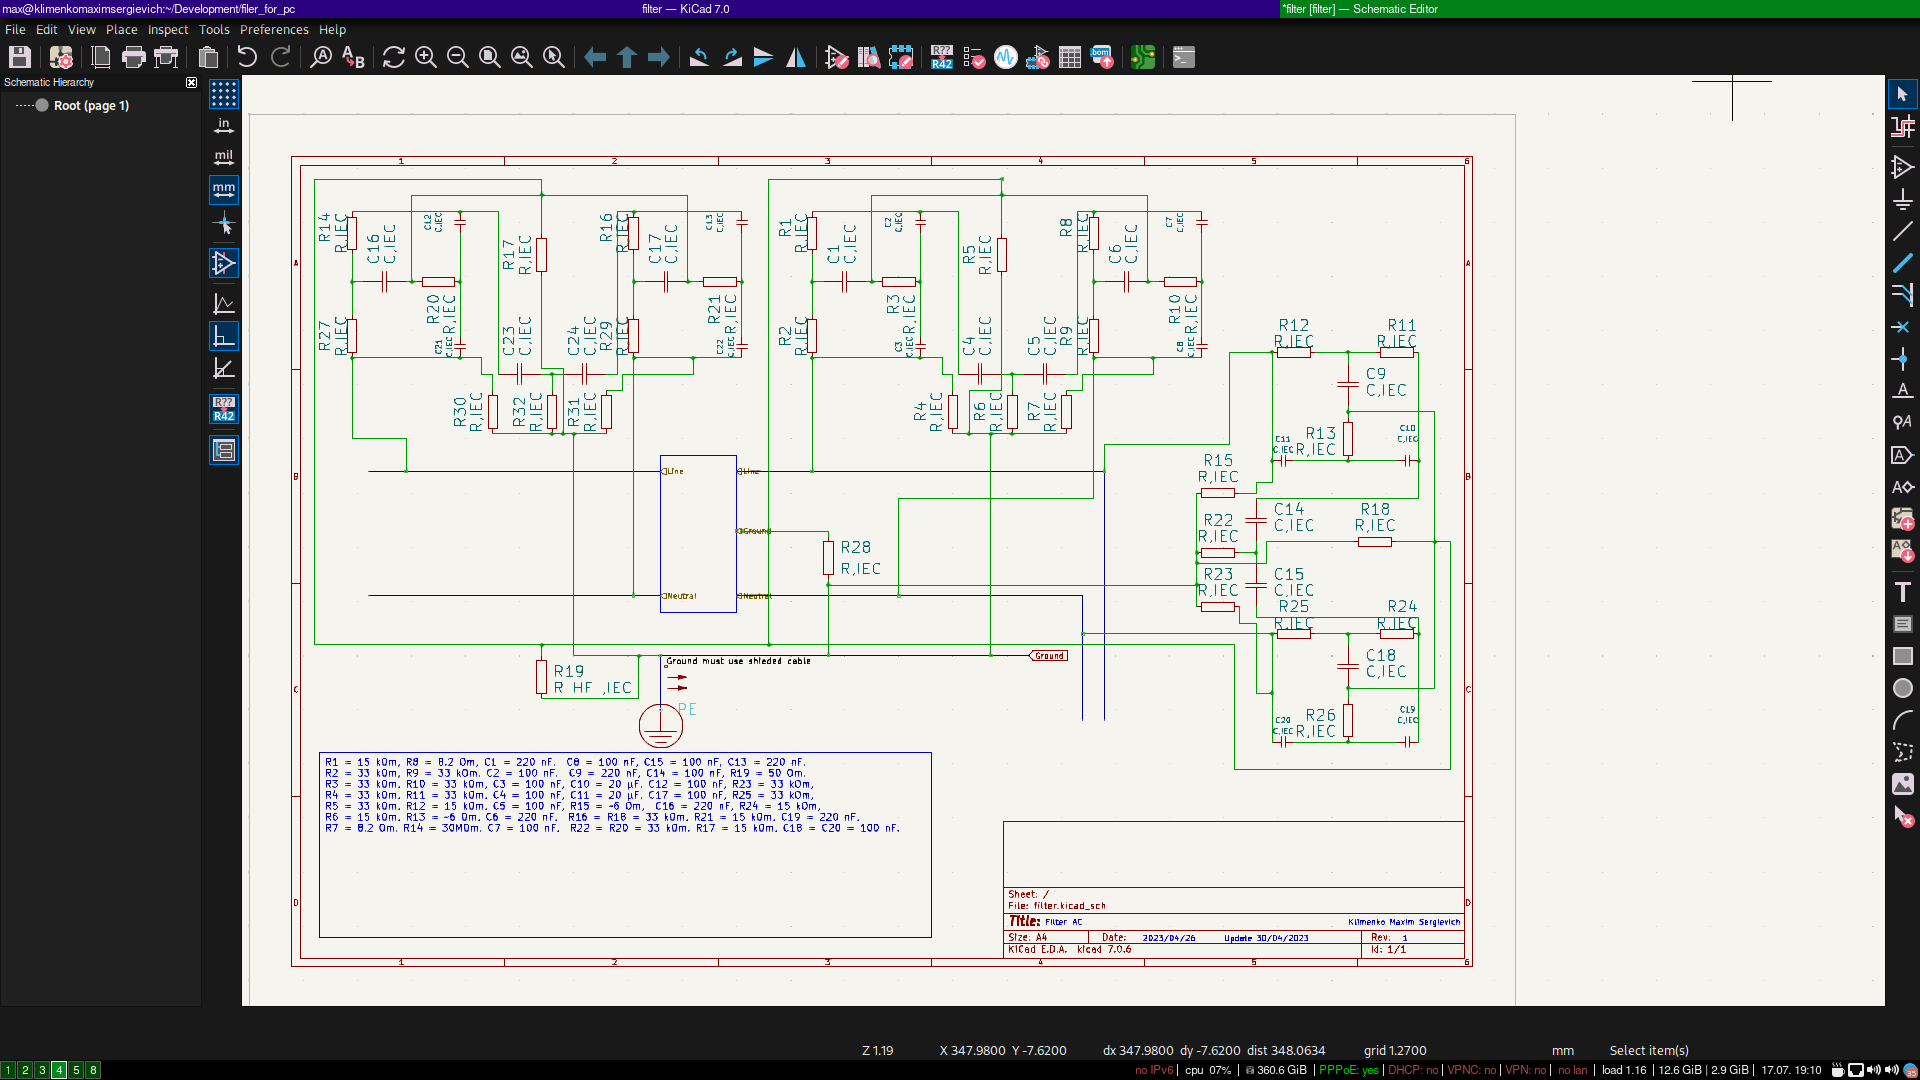 max@klimenkomaximsergievich:~/Development/filer_for_pc
filter — KiCad 7.0
*filter [filter] — Schematic Editor
File Edit View Place Inspect Tools Preferences Help
R??
R42
bom
Schematic Hierarchy
Root (page 1)
in
mil
mm
R??
R42
1 2 3 4 5 6
A
B
C
D
R14
R,IEC
C16
C,IEC
C12
C,IEC
R17
R,IEC
R16
R,IEC
C17
C,IEC
C13
C,IEC
R1
R,IEC
C1
C,IEC
C2
C,IEC
R5
R,IEC
R8
R,IEC
C6
C,IEC
C7
C,IEC
R27
R,IEC
R20
R,IEC
C21
C,IEC
C23
C,IEC
C24
C,IEC
R29
R,IEC
R21
R,IEC
C22
C,IEC
R2
R,IEC
R3
R,IEC
C3
C,IEC
C4
C,IEC
C5
C,IEC
R9
R,IEC
R10
R,IEC
C8
C,IEC
R30
R,IEC
R32
R,IEC
R31
R,IEC
R4
R,IEC
R6
R,IEC
R7
R,IEC
R12
R,IEC
R11
R,IEC
C9
C,IEC
R13
R,IEC
C11
C,IEC
C10
C,IEC
R15
R,IEC
R22
R,IEC
C14
C,IEC
R18
R,IEC
R23
R,IEC
C15
C,IEC
R25
R,IEC
R24
R,IEC
C18
C,IEC
R26
R,IEC
C20
C,IEC
C19
C,IEC
Line
Line
Ground
Neutral
Neutral
R28
R,IEC
R19
R HF ,IEC
Ground must use shieded cable
Ground
PE
R1 = 15 kOm, R8 = 8.2 Om, C1 = 220 nF. C8 = 100 nF, C15 = 100 nF, C13 = 220 nF.
R2 = 33 kOm, R9 = 33 kOm. C2 = 100 nF. C9 = 220 nF, C14 = 100 nF, R19 = 50 Om.
R3 = 33 kOm, R10 = 33 kOm, C3 = 100 nF, C10 = 20 μF. C12 = 100 nF, R23 = 33 kOm,
R4 = 33 kOm, R11 = 33 kOm, C4 = 100 nF, C11 = 20 μF. C17 = 100 nF, R25 = 33 kOm,
R5 = 33 kOm, R12 = 15 kOm, C5 = 100 nF, R15 = ~6 Om, C16 = 220 nF, R24 = 15 kOm,
R6 = 15 kOm, R13 = ~6 Om, C6 = 220 nF. R16 = R18 = 33 kOm, R21 = 15 kOm, C19 = 220 nF.
R7 = 8.2 Om, R14 = 30MOm, C7 = 100 nF. R22 = R20 = 33 kOm, R17 = 15 kOm, C18 = C20 = 100 nF.
Sheet: /
File: filter.kicad_sch
Title: Filter AC
Klimenko Maxim Sergievich
Size: A4
Date: 2023/04/26
Update 30/04/2023
Rev: 1
KiCad E.D.A. kicad 7.0.6
Id: 1/1
Z 1.19
X 347.9800 Y -7.6200
dx 347.9800 dy -7.6200 dist 348.0634
grid 1.2700
mm
Select item(s)
1 2 3 4 5 8
no IPv6 | cpu 07% | 360.6 GiB | PPPoE: yes | DHCP: no | VPNC: no | VPN: no | no lan | load 1.16 | 12.6 GiB | 2.9 GiB | 17.07. 19:10